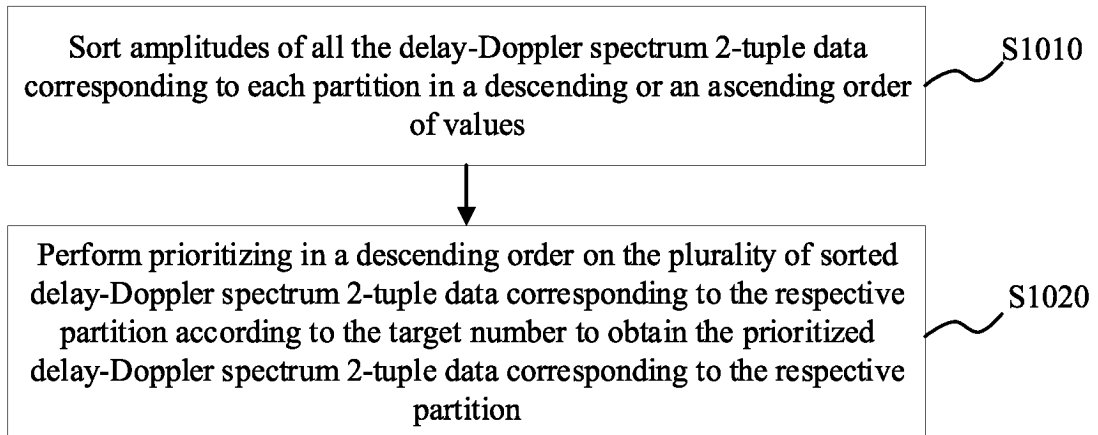 Sort amplitudes of all the delay-Doppler spectrum 2-tuple data
corresponding to each partition in a descending or an ascending order
of values
S1010
Perform prioritizing in a descending order on the plurality of sorted
delay-Doppler spectrum 2-tuple data corresponding to the respective
partition according to the target number to obtain the prioritized
delay-Doppler spectrum 2-tuple data corresponding to the respective
partition
S1020